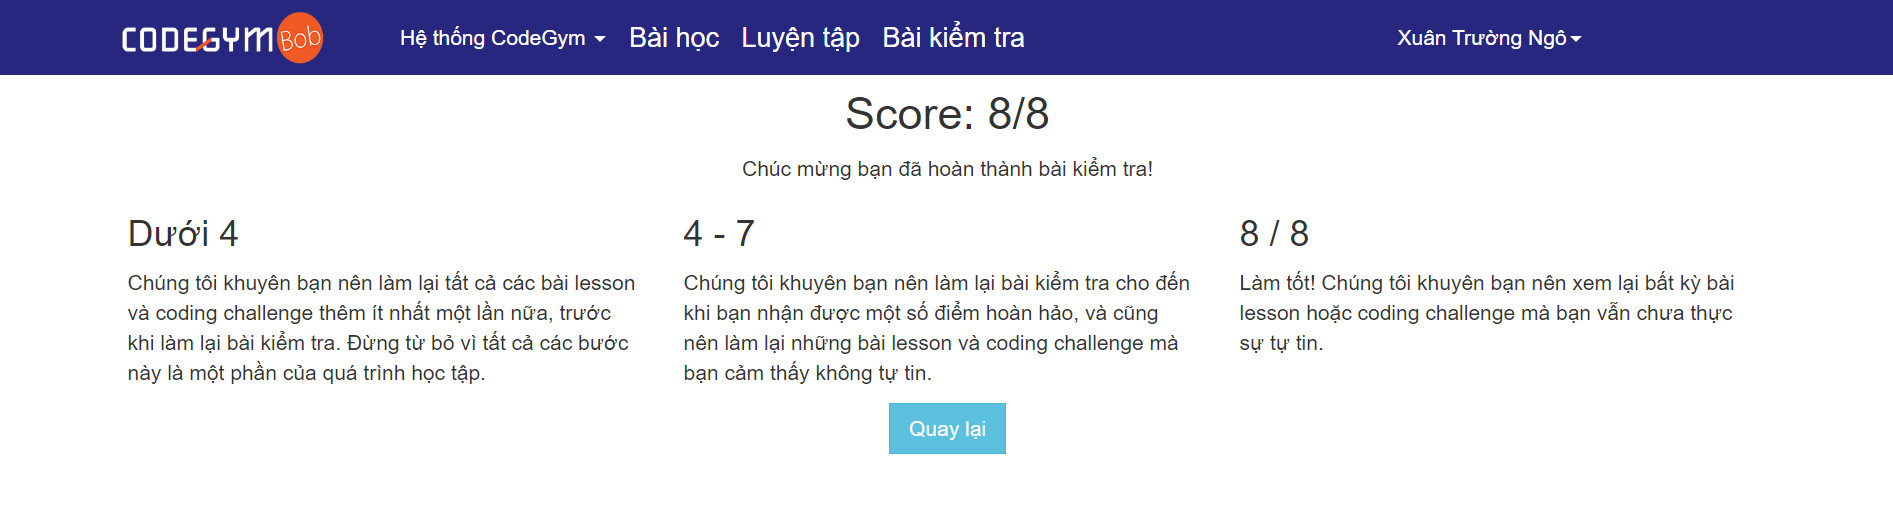 CODEGYM Bob
Hệ thống CodeGym Bài học Luyện tập Bài kiểm tra
Xuân Trường Ngô
Score: 8/8
Chúc mừng bạn đã hoàn thành bài kiểm tra!
Dưới 4
Chúng tôi khuyên bạn nên làm lại tất cả các bài lesson
và coding challenge thêm ít nhất một lần nữa, trước
khi làm lại bài kiểm tra. Đừng từ bỏ vì tất cả các bước
này là một phần của quá trình học tập.
4 - 7
Chúng tôi khuyên bạn nên làm lại bài kiểm tra cho đến
khi bạn nhận được một số điểm hoàn hảo, và cũng
nên làm lại những bài lesson và coding challenge mà
bạn cảm thấy không tự tin.
8 / 8
Làm tốt! Chúng tôi khuyên bạn nên xem lại bất kỳ bài
lesson hoặc coding challenge mà bạn vẫn chưa thực
sự tự tin.
Quay lại